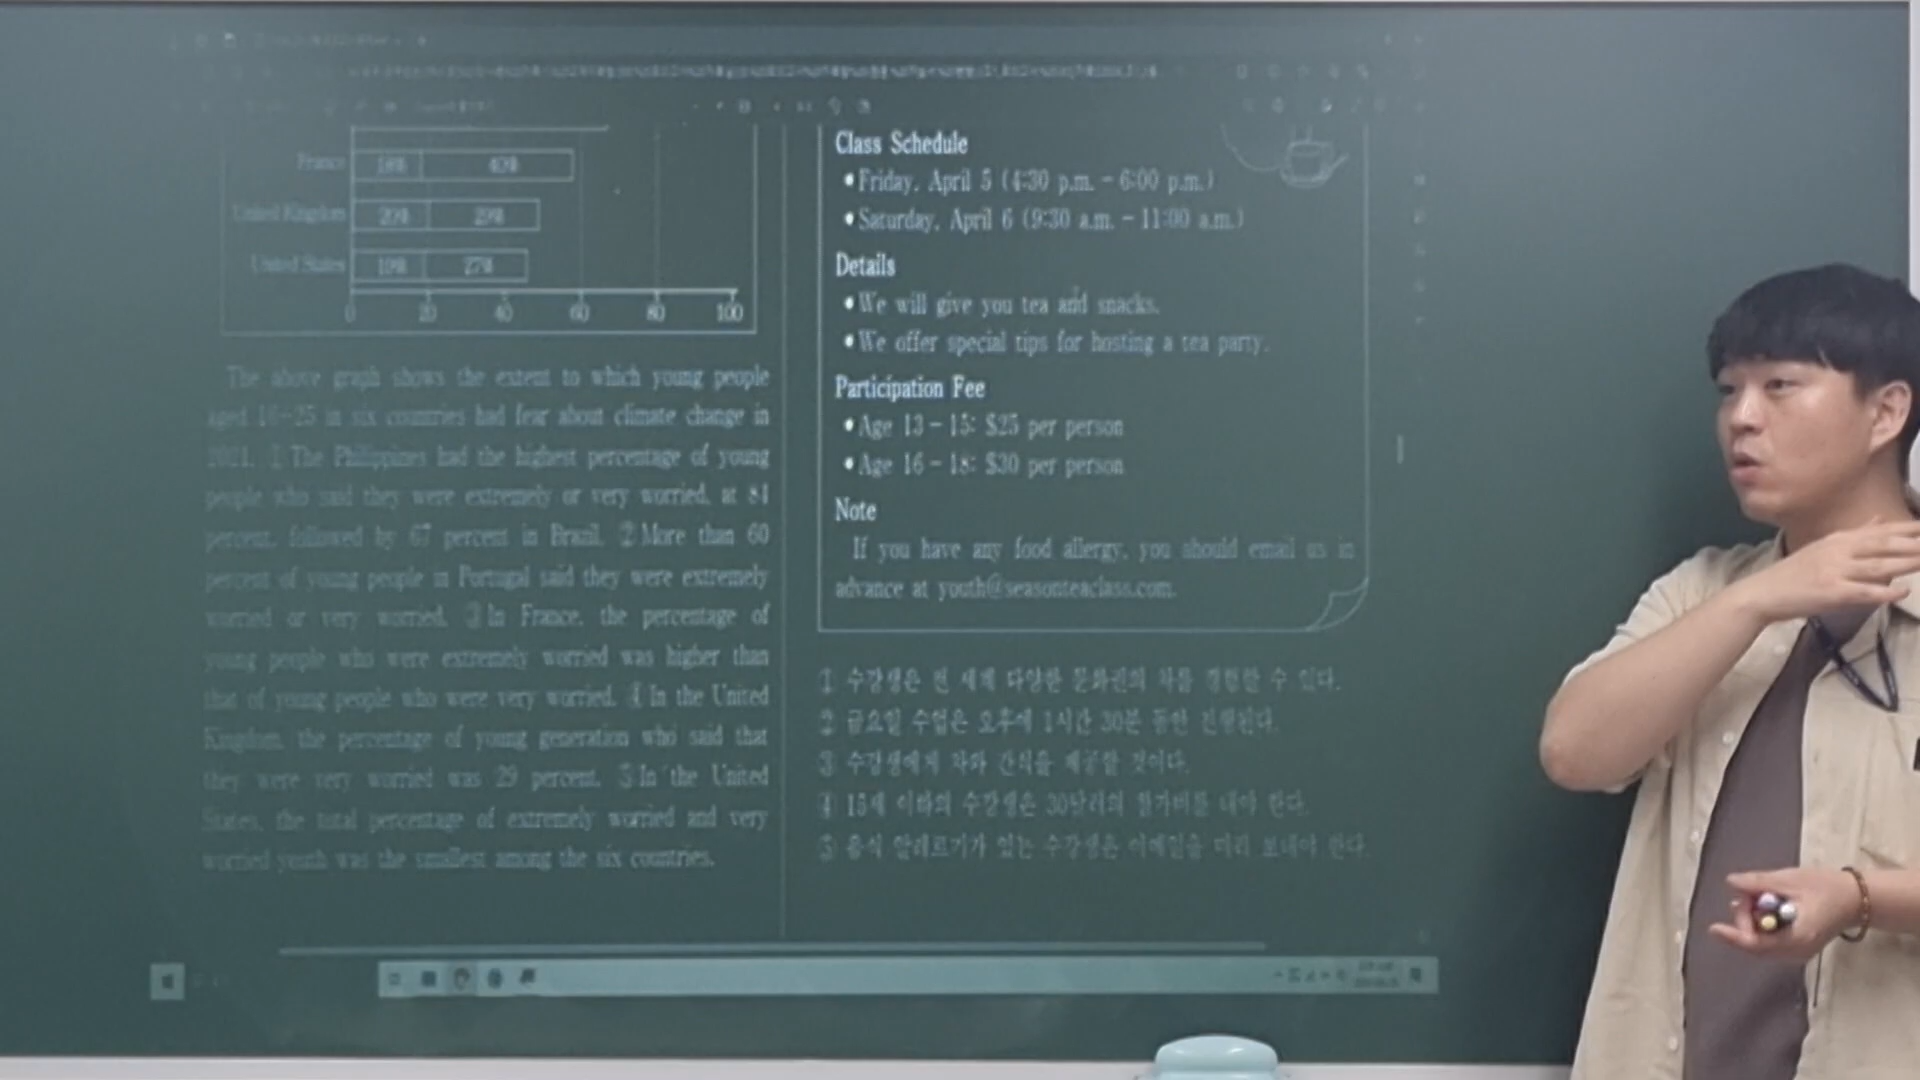 France 18% 40%
United Kingdom 20% 29%
United States 19% 27%
0 20 40 60 80 100
The above graph shows the extent to which young people
aged 16-25 in six countries had fear about climate change in
2021. ①The Philippines had the highest percentage of young
people who said they were extremely or very worried, at 84
percent, followed by 67 percent in Brazil. ②More than 60
percent of young people in Portugal said they were extremely
worried or very worried. ③In France, the percentage of
young people who were extremely worried was higher than
that of young people who were very worried. ④In the United
Kingdom, the percentage of young generation who said that
they were very worried was 29 percent. ⑤In the United
States, the total percentage of extremely worried and very
worried youth was the smallest among the six countries.
Class Schedule
•Friday, April 5 (4:30 p.m. - 6:00 p.m.)
•Saturday, April 6 (9:30 a.m. - 11:00 a.m.)
Details
•We will give you tea and snacks.
•We offer special tips for hosting a tea party.
Participation Fee
•Age 13 - 15: $25 per person
•Age 16 - 18: $30 per person
Note
If you have any food allergy, you should email us in
advance at youth@seasonteaclass.com.
① 수강생은 전 세계 다양한 문화권의 차를 경험할 수 있다.
② 금요일 수업은 오후에 1시간 30분 동안 진행된다.
③ 수강생에게 차와 간식을 제공할 것이다.
④ 15세 이하의 수강생은 30달러의 참가비를 내야 한다.
⑤ 음식 알레르기가 있는 수강생은 이메일을 미리 보내야 한다.